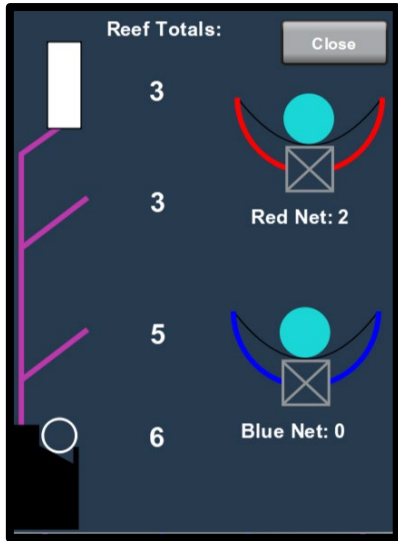 Reef Totals:
Close
3
3
Red Net: 2
5
6
Blue Net: 0